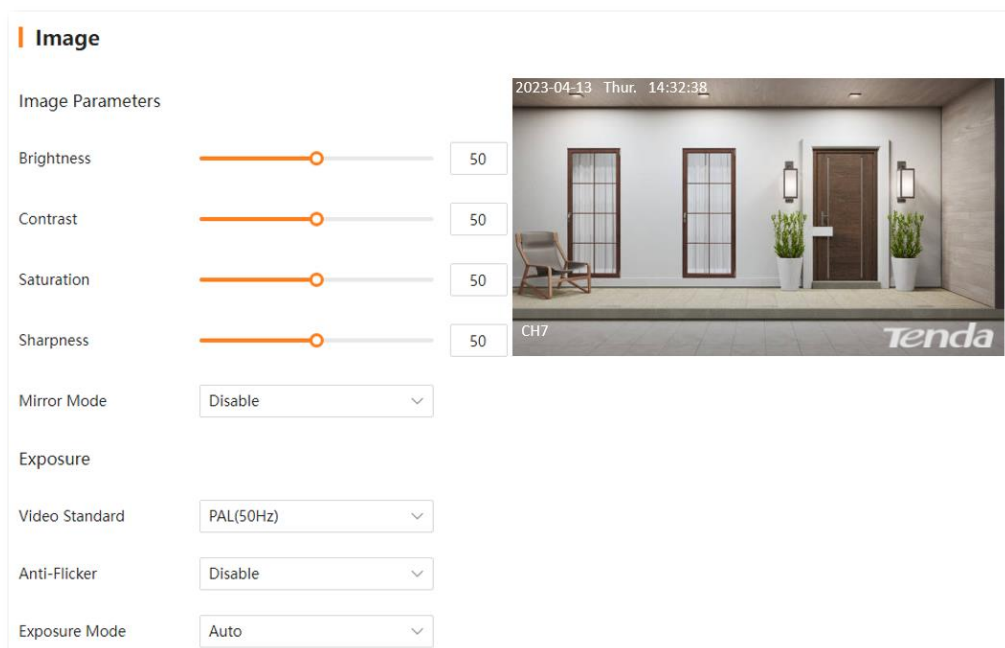 Image
Image Parameters
2023-04-13 Thur. 14:32:38
Brightness 50
Contrast 50
Saturation 50
Sharpness 50
CH7
Tenda
Mirror Mode Disable
Exposure
Video Standard PAL(50Hz)
Anti-Flicker Disable
Exposure Mode Auto